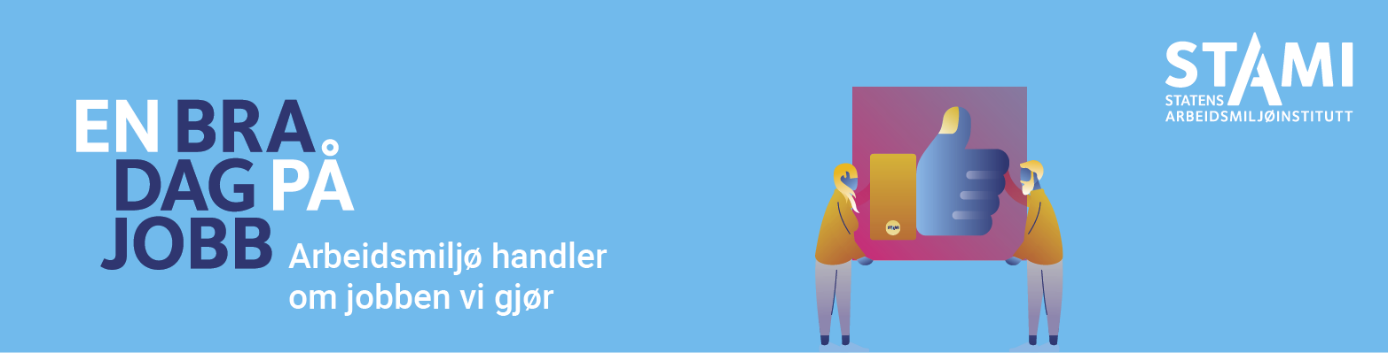 EN BRA
DAG PÅ
JOBB
Arbeidsmiljø handler
om jobben vi gjør
STAMI
STATENS
ARBEIDSMILJØINSTITUTT